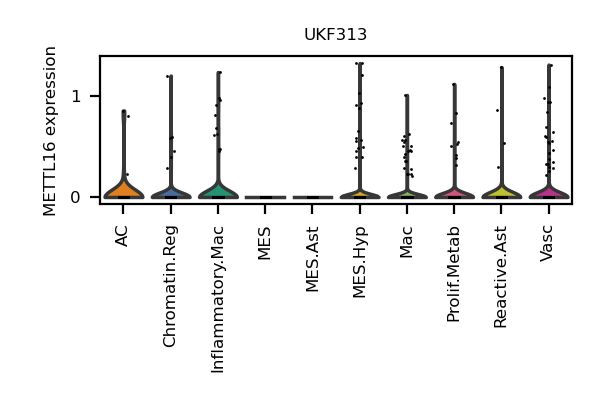 UKF313
METTL16 expression
1
0
AC
Chromatin.Reg
Inflammatory.Mac
MES
MES.Ast
MES.Hyp
Mac
Prolif.Metab
Reactive.Ast
Vasc